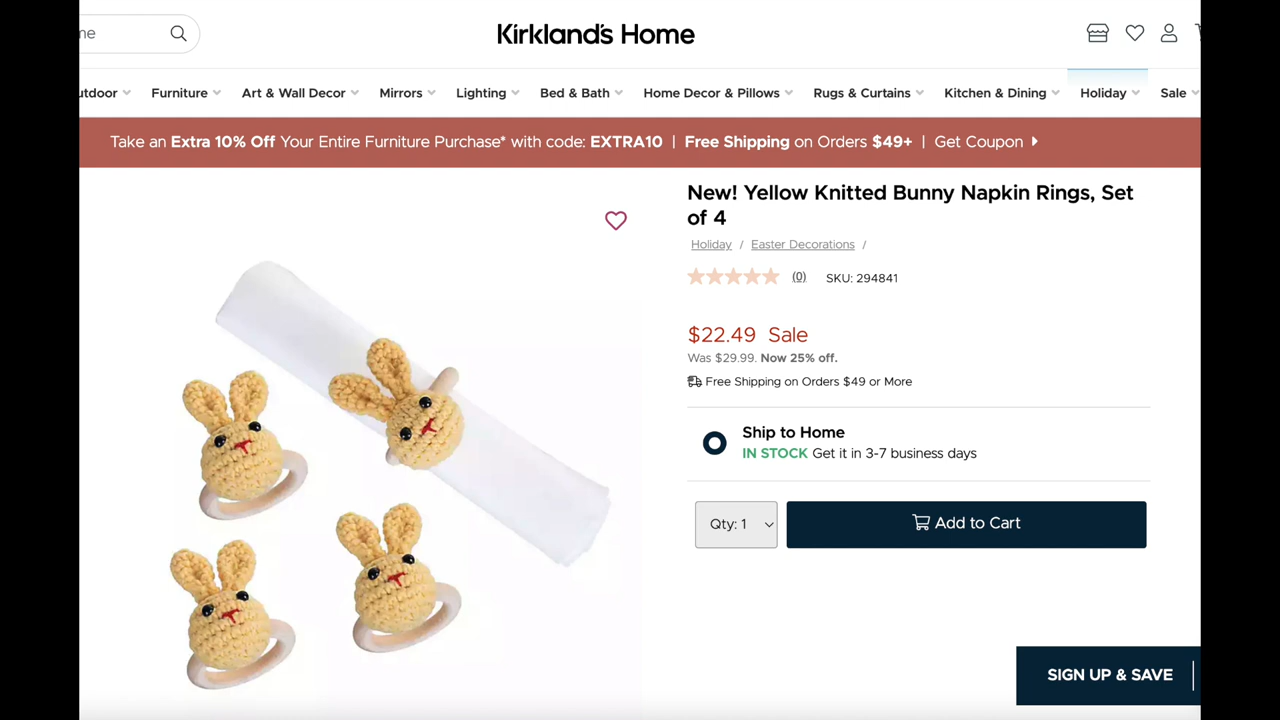 me
Kirkland's Home
utdoor
Furniture
Art & Wall Decor
Mirrors
Lighting
Bed & Bath
Home Decor & Pillows
Rugs & Curtains
Kitchen & Dining
Holiday
Sale
Take an Extra 10% Off Your Entire Furniture Purchase* with code: EXTRA10 | Free Shipping on Orders $49+ | Get Coupon
New! Yellow Knitted Bunny Napkin Rings, Set
of 4
Holiday / Easter Decorations /
(0) SKU: 294841
$22.49 Sale
Was $29.99. Now 25% off.
Free Shipping on Orders $49 or More
Ship to Home
IN STOCK Get it in 3-7 business days
Qty: 1
Add to Cart
SIGN UP & SAVE